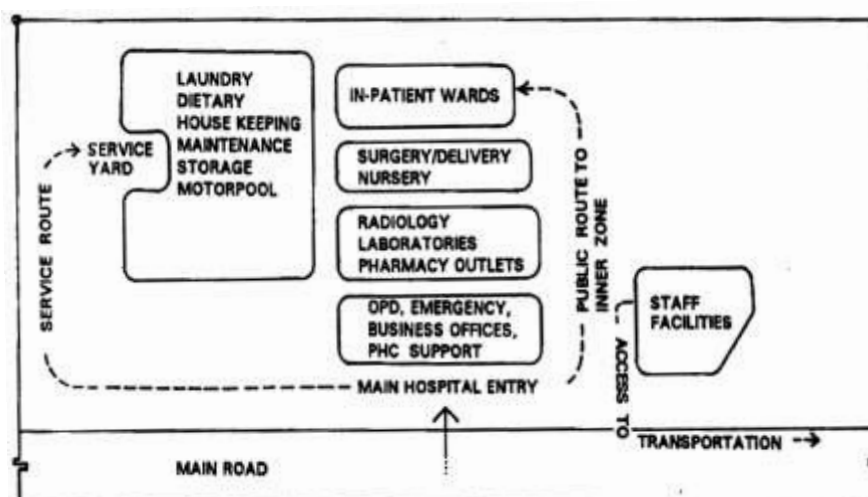 LAUNDRY
DIETARY
HOUSE KEEPING
MAINTENANCE
STORAGE
MOTORPOOL
SERVICE
YARD
SERVICE ROUTE
IN-PATIENT WARDS
SURGERY/DELIVERY
NURSERY
RADIOLOGY
LABORATORIES
PHARMACY OUTLETS
OPD, EMERGENCY,
BUSINESS OFFICES,
PHC SUPPORT
PUBLIC ROUTE TO
INNER ZONE
STAFF
FACILITIES
MAIN HOSPITAL ENTRY
ACCESS TO
TRANSPORTATION
MAIN ROAD